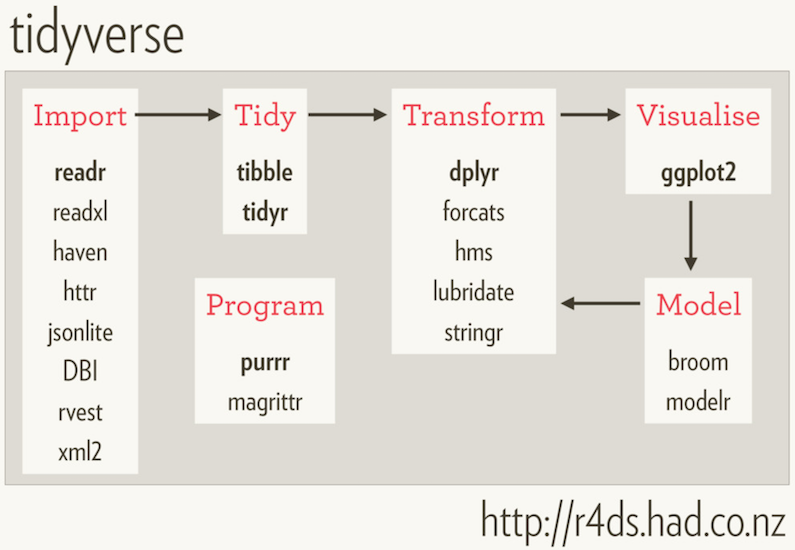 tidyverse
Import
readr
readxl
haven
httr
jsonlite
DBI
rvest
xml2
Tidy
tibble
tidyr
Program
purrr
magrittr
Transform
dplyr
forcats
hms
lubridate
stringr
Visualise
ggplot2
Model
broom
modelr
http://r4ds.had.co.nz